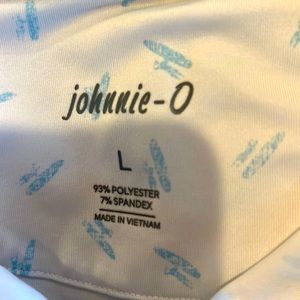 johnnie-O
L
93% POLYESTER
7% SPANDEX
MADE IN VIETNAM